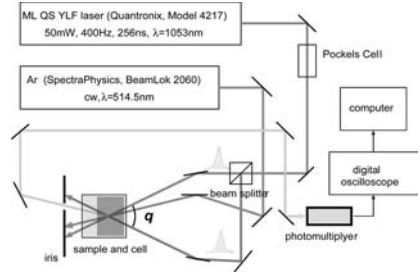 ML QS YLF laser (Quantronix, Model 4217)
50mW, 400Hz, 256ns, λ=1053nm
Pockels Cell
Ar (SpectraPhysics, BeamLok 2060)
cw, λ=514.5nm
computer
beam splitter
digital
oscilloscope
q
photomultiplyer
iris
sample and cell